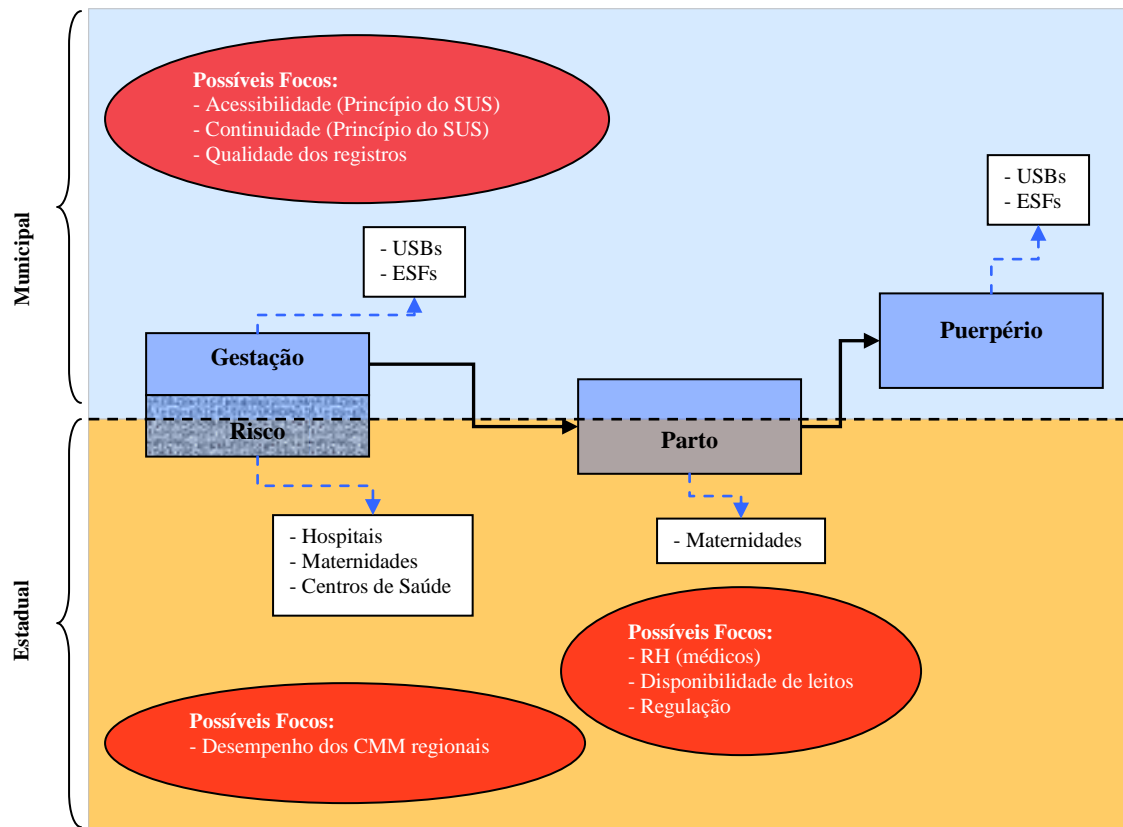 Municipal
Possíveis Focos:
- Acessibilidade (Princípio do SUS)
- Continuidade (Princípio do SUS)
- Qualidade dos registros
- USBs
- ESFs
- USBs
- ESFs
Gestação
Risco
Parto
Puerpério
Estadual
- Hospitais
- Maternidades
- Centros de Saúde
- Maternidades
Possíveis Focos:
- RH (médicos)
- Disponibilidade de leitos
- Regulação
Possíveis Focos:
- Desempenho dos CMM regionais